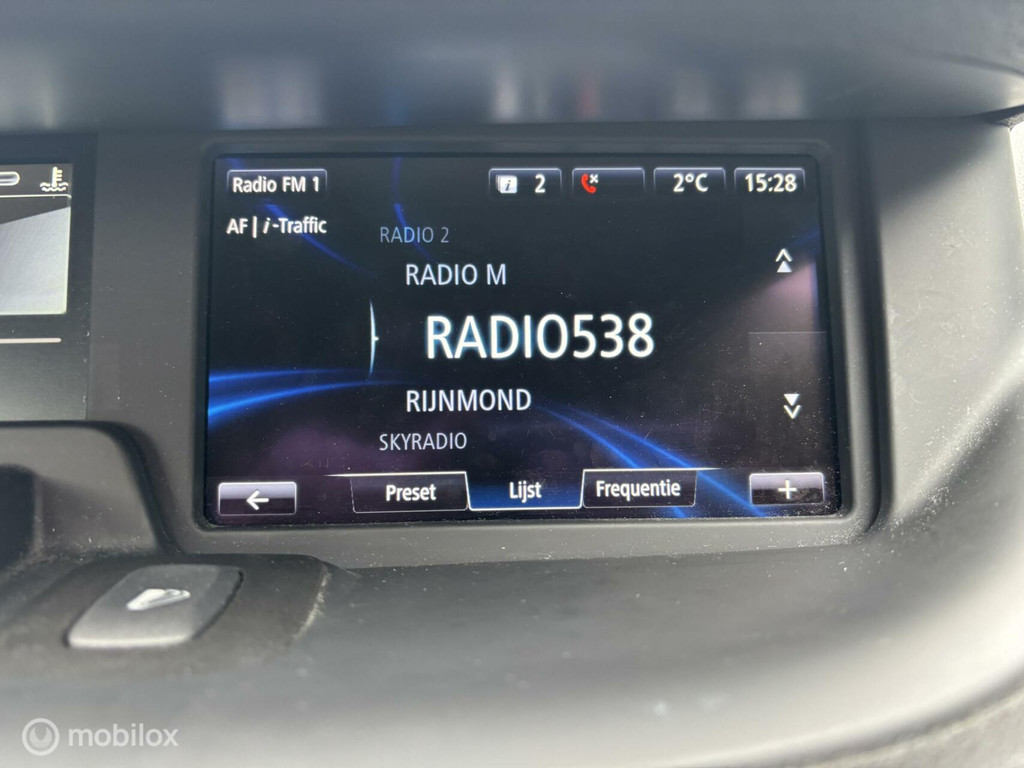 Radio FM 1
i 2
2°C
15:28
AF | i-Traffic
RADIO 2
RADIO M
RADIO538
RIJNMOND
SKYRADIO
Preset
Lijst
Frequentie
mobilox